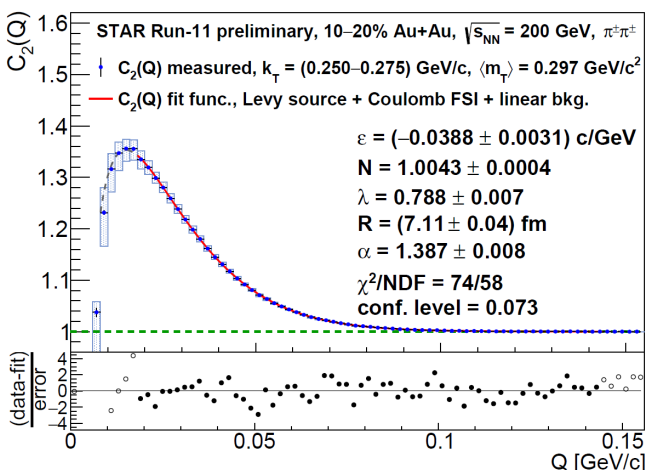 STAR Run-11 preliminary, 10–20% Au+Au, √s_NN = 200 GeV, π±π±
C₂(Q) measured, k_T = (0.250–0.275) GeV/c, ⟨m_T⟩ = 0.297 GeV/c²
C₂(Q) fit func., Levy source + Coulomb FSI + linear bkg.
ε = (−0.0388 ± 0.0031) c/GeV
N = 1.0043 ± 0.0004
λ = 0.788 ± 0.007
R = (7.11 ± 0.04) fm
α = 1.387 ± 0.008
χ²/NDF = 74/58
conf. level = 0.073
C₂(Q)
1.6
1.5
1.4
1.3
1.2
1.1
1
(data-fit)
error
4
2
0
−2
−4
0
0.05
0.1
0.15
Q [GeV/c]